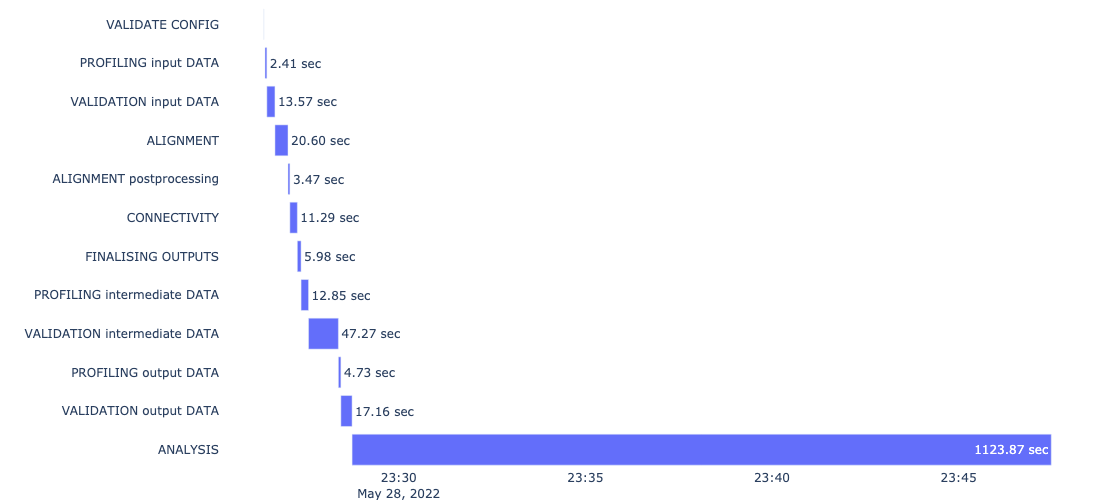 VALIDATE CONFIG
PROFILING input DATA 2.41 sec
VALIDATION input DATA 13.57 sec
ALIGNMENT 20.60 sec
ALIGNMENT postprocessing 3.47 sec
CONNECTIVITY 11.29 sec
FINALISING OUTPUTS 5.98 sec
PROFILING intermediate DATA 12.85 sec
VALIDATION intermediate DATA 47.27 sec
PROFILING output DATA 4.73 sec
VALIDATION output DATA 17.16 sec
ANALYSIS 1123.87 sec
23:30 23:35 23:40 23:45
May 28, 2022